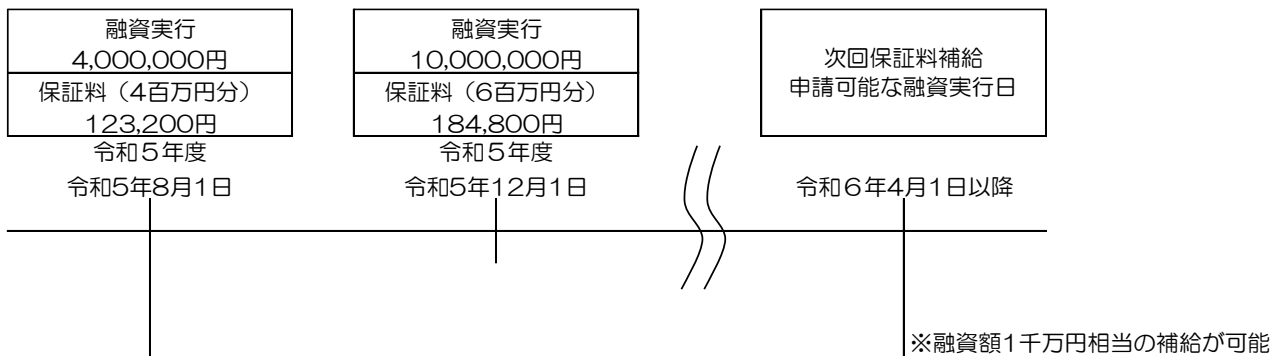 融資実行
4,000,000円
保証料（4百万円分）
123,200円
令和５年度
令和5年8月1日
融資実行
10,000,000円
保証料（6百万円分）
184,800円
令和５年度
令和5年12月1日
次回保証料補給
申請可能な融資実行日
令和６年4月1日以降
※融資額1千万円相当の補給が可能